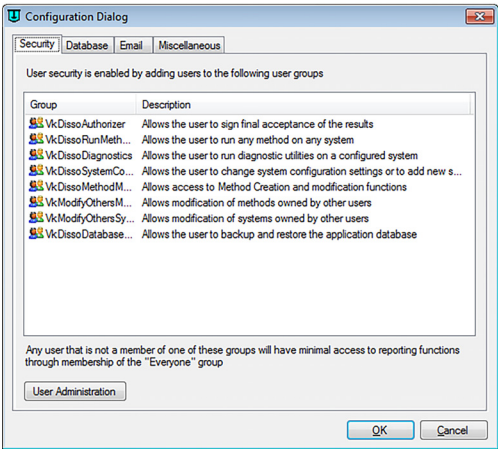 Configuration Dialog
Security Database Email Miscellaneous
User security is enabled by adding users to the following user groups
Group Description
VkDissoAuthorizer Allows the user to sign final acceptance of the results
VkDissoRunMeth... Allows the user to run any method on any system
VkDissoDiagnostics Allows the user to run diagnostic utilities on a configured system
VkDissoSystemCo... Allows the user to change system configuration settings or to add new s...
VkDissoMethodM... Allows access to Method Creation and modification functions
VkModifyOthersM... Allows modification of methods owned by other users
VkModifyOthersSy... Allows modification of systems owned by other users
VkDissoDatabase... Allows the user to backup and restore the application database
Any user that is not a member of one of these groups will have minimal access to reporting functions
through membership of the "Everyone" group
User Administration
OK Cancel